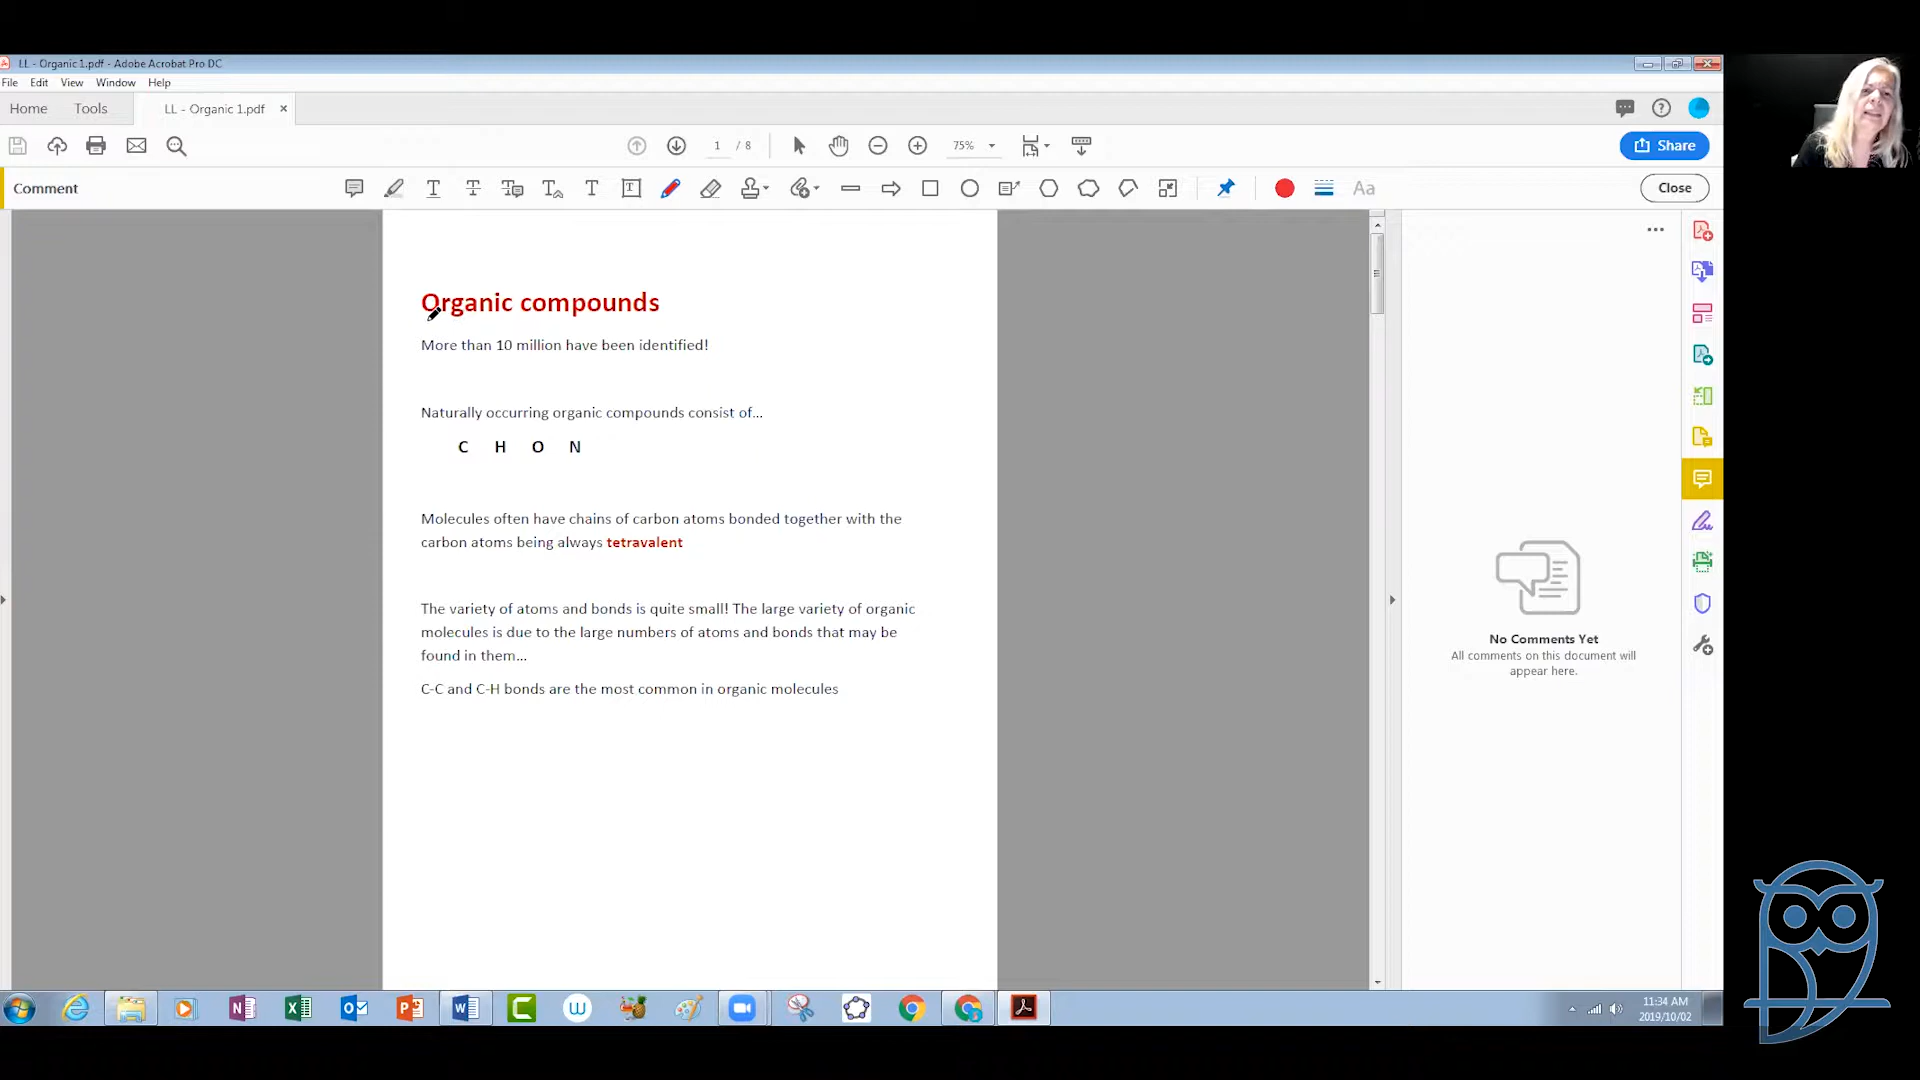 LL - Organic 1.pdf - Adobe Acrobat Pro DC
File Edit View Window Help
Home Tools LL - Organic 1.pdf ×
1 / 8 75% Share
Comment Aa Close
Organic compounds
More than 10 million have been identified!
Naturally occurring organic compounds consist of...
C H O N
Molecules often have chains of carbon atoms bonded together with the
carbon atoms being always tetravalent
The variety of atoms and bonds is quite small! The large variety of organic
molecules is due to the large numbers of atoms and bonds that may be
found in them...
C-C and C-H bonds are the most common in organic molecules
No Comments Yet
All comments on this document will
appear here.
11:34 AM
2019/10/02